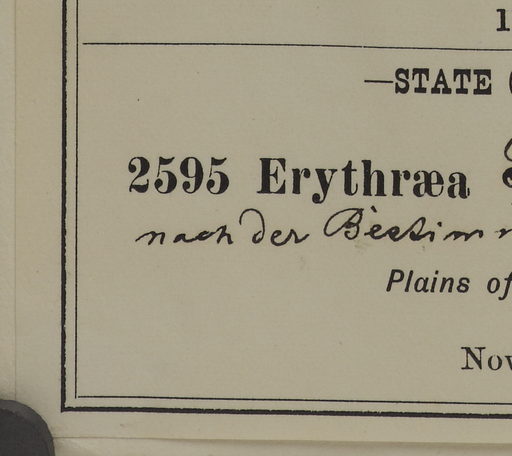 1
—STATE
2595 Erythræa
nach der
Plains of
Nov